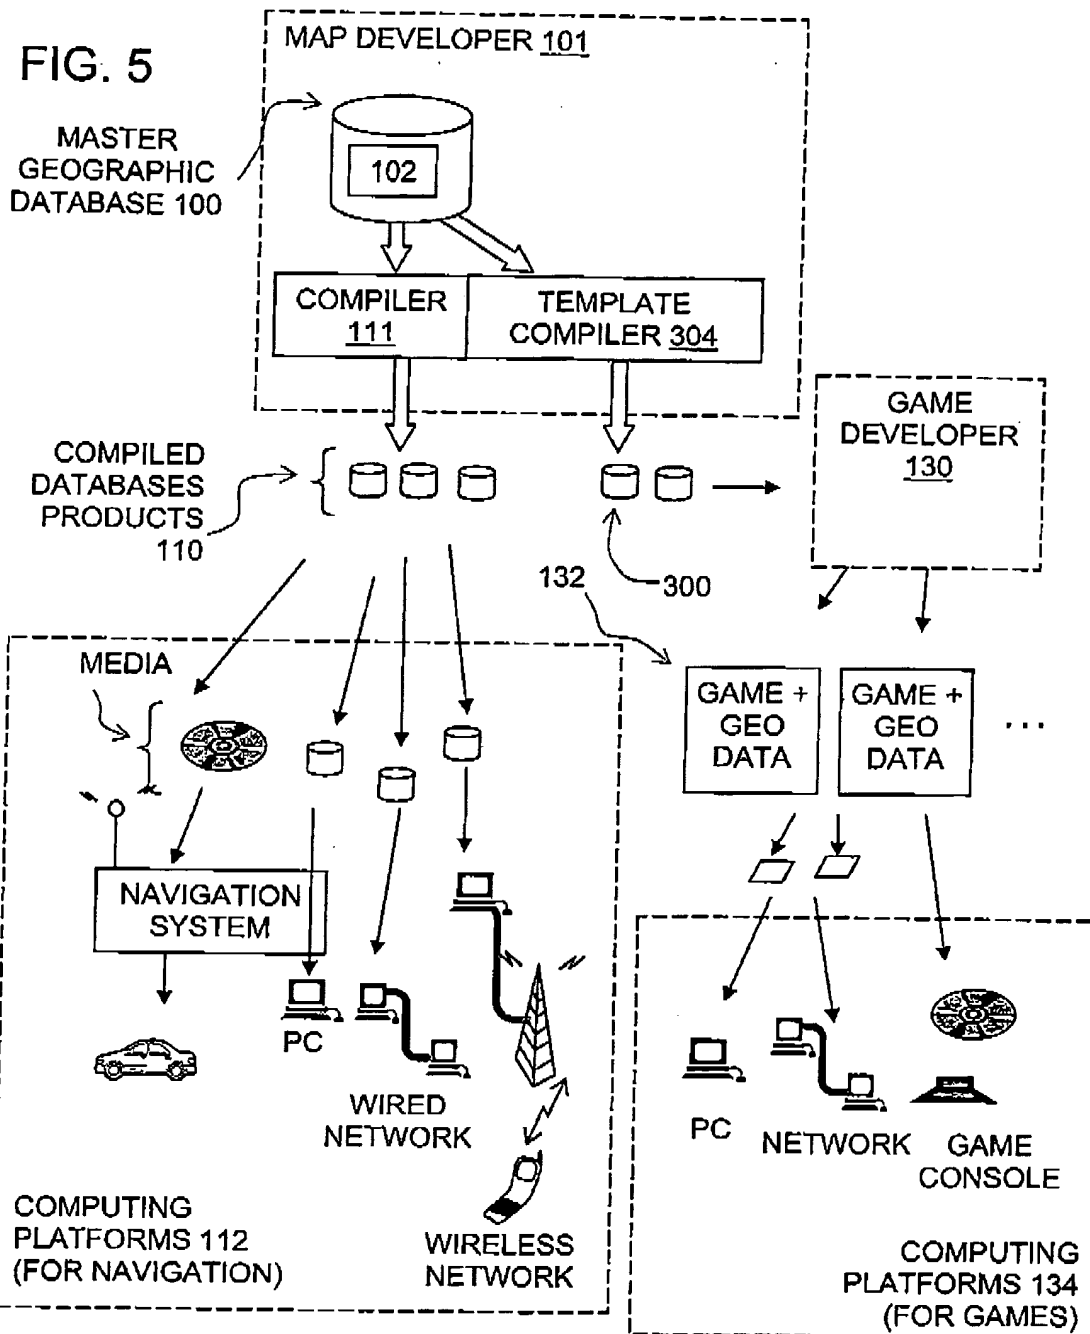 FIG. 5
MAP DEVELOPER 101
MASTER
GEOGRAPHIC
DATABASE 100
102
COMPILER
111
TEMPLATE
COMPILER 304
COMPILED
DATABASES
PRODUCTS
110
300
GAME
DEVELOPER
130
132
MEDIA
GAME +
GEO
DATA
GAME +
GEO
DATA
...
NAVIGATION
SYSTEM
PC
WIRED
NETWORK
WIRELESS
NETWORK
COMPUTING
PLATFORMS 112
(FOR NAVIGATION)
PC
NETWORK
GAME
CONSOLE
COMPUTING
PLATFORMS 134
(FOR GAMES)